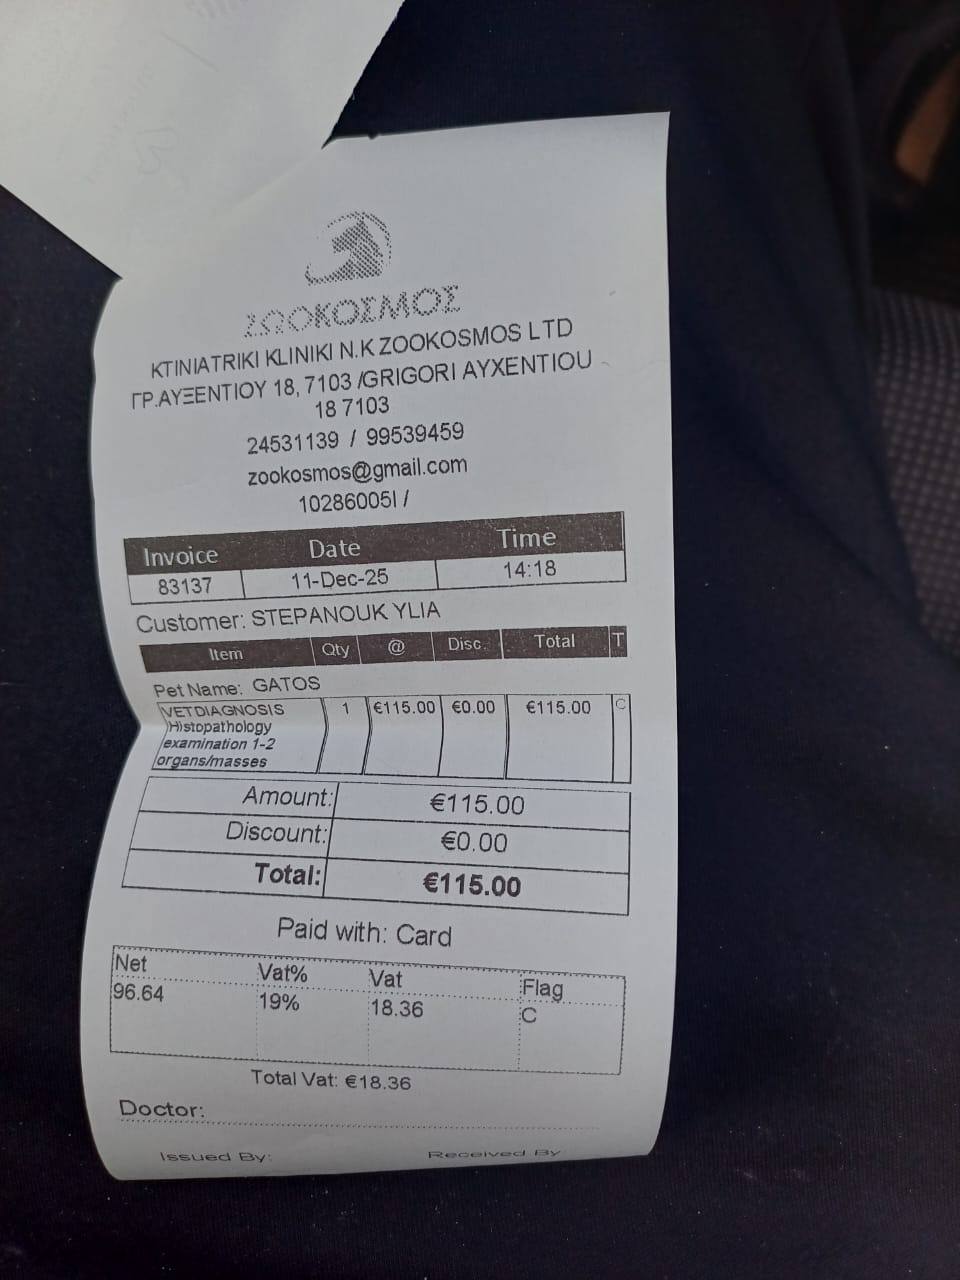 ΖΩΟΚΟΣΜΟΣ
KTINIATRIKI KLINIKI N.K ZOOKOSMOS LTD
ΓΡ.ΑΥΞΕΝΤΙΟΥ 18, 7103 /GRIGORI AYXENTIOU
18 7103
24531139 / 99539459
zookosmos@gmail.com
10286005I /
Invoice Date Time
83137 11-Dec-25 14:18
Customer: STEPANOUK YLIA
Item Qty @ Disc. Total T
Pet Name: GATOS
VETDIAGNOSIS 1 €115.00 €0.00 €115.00 C
Histopathology
examination 1-2
organs/masses
Amount: €115.00
Discount: €0.00
Total: €115.00
Paid with: Card
Net Vat% Vat Flag
96.64 19% 18.36 C
Total Vat: €18.36
Doctor:
Issued By: Received By